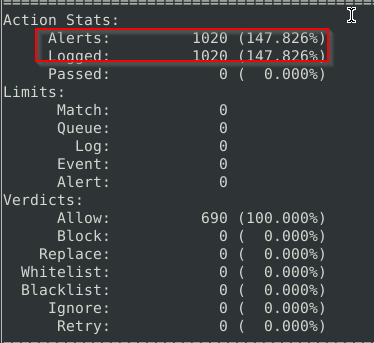 Action Stats:
Alerts: 1020 (147.826%)
Logged: 1020 (147.826%)
Passed: 0 ( 0.000%)
Limits:
Match: 0
Queue: 0
Log: 0
Event: 0
Alert: 0
Verdicts:
Allow: 690 (100.000%)
Block: 0 ( 0.000%)
Replace: 0 ( 0.000%)
Whitelist: 0 ( 0.000%)
Blacklist: 0 ( 0.000%)
Ignore: 0 ( 0.000%)
Retry: 0 ( 0.000%)